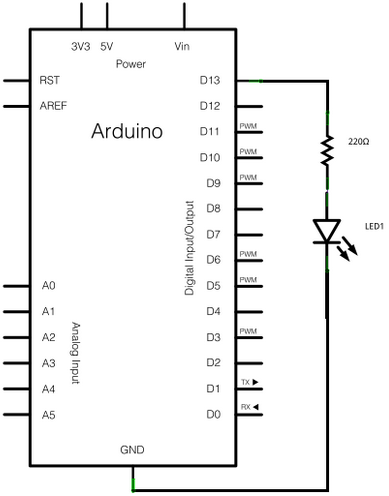 3V3 5V Vin
Power
RST
AREF
Arduino
D13
D12
D11 PWM
D10 PWM
D9 PWM
D8
D7
D6 PWM
D5 PWM
D4
D3 PWM
D2
D1 TX ▶
D0 RX ◀
Digital Input/Output
A0
A1
A2
A3
A4
A5
Analog Input
GND
220Ω
LED1